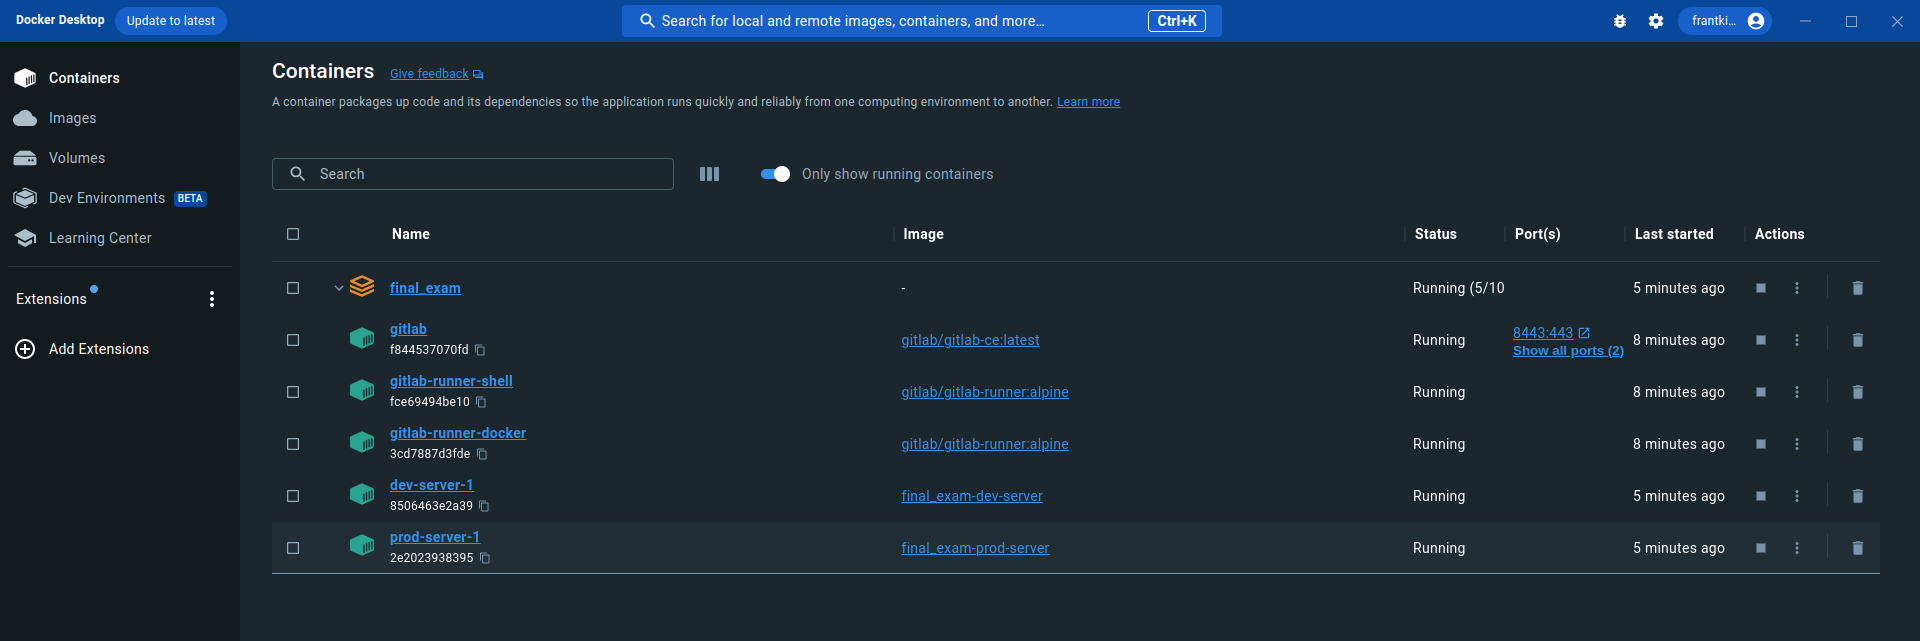 Docker Desktop Update to latest Search for local and remote images, containers, and more... Ctrl+K frantki...
Containers
Images
Volumes
Dev Environments BETA
Learning Center
Extensions
Add Extensions
Containers Give feedback
A container packages up code and its dependencies so the application runs quickly and reliably from one computing environment to another. Learn more
Search Only show running containers
Name Image Status Port(s) Last started Actions
final_exam - Running (5/10 5 minutes ago
gitlab
f844537070fd gitlab/gitlab-ce:latest Running 8443:443 8 minutes ago
Show all ports (2)
gitlab-runner-shell
fce69494be10 gitlab/gitlab-runner:alpine Running 8 minutes ago
gitlab-runner-docker
3cd7887d3fde gitlab/gitlab-runner:alpine Running 8 minutes ago
dev-server-1
8506463e2a39 final_exam-dev-server Running 5 minutes ago
prod-server-1
2e2023938395 final_exam-prod-server Running 5 minutes ago